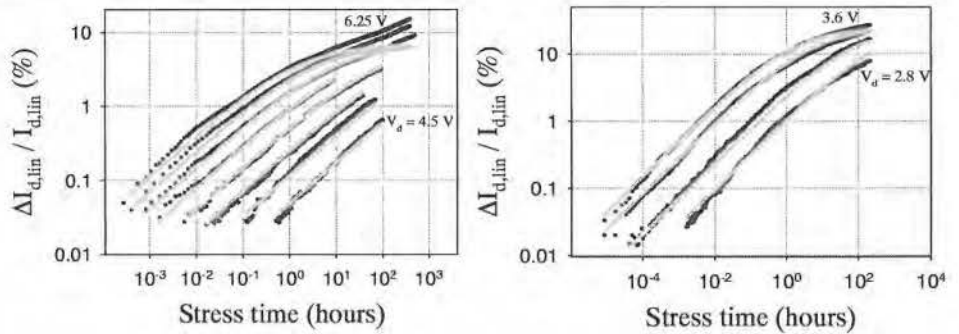 ΔI_d,lin / I_d,lin (%)
10
1
0.1
0.01
6.25 V
V_d = 4.5 V
10^-3 10^-2 10^-1 10^0 10^1 10^2 10^3
Stress time (hours)
ΔI_d,lin / I_d,lin (%)
10
1
0.1
0.01
3.6 V
V_d = 2.8 V
10^-4 10^-2 10^0 10^2 10^4
Stress time (hours)